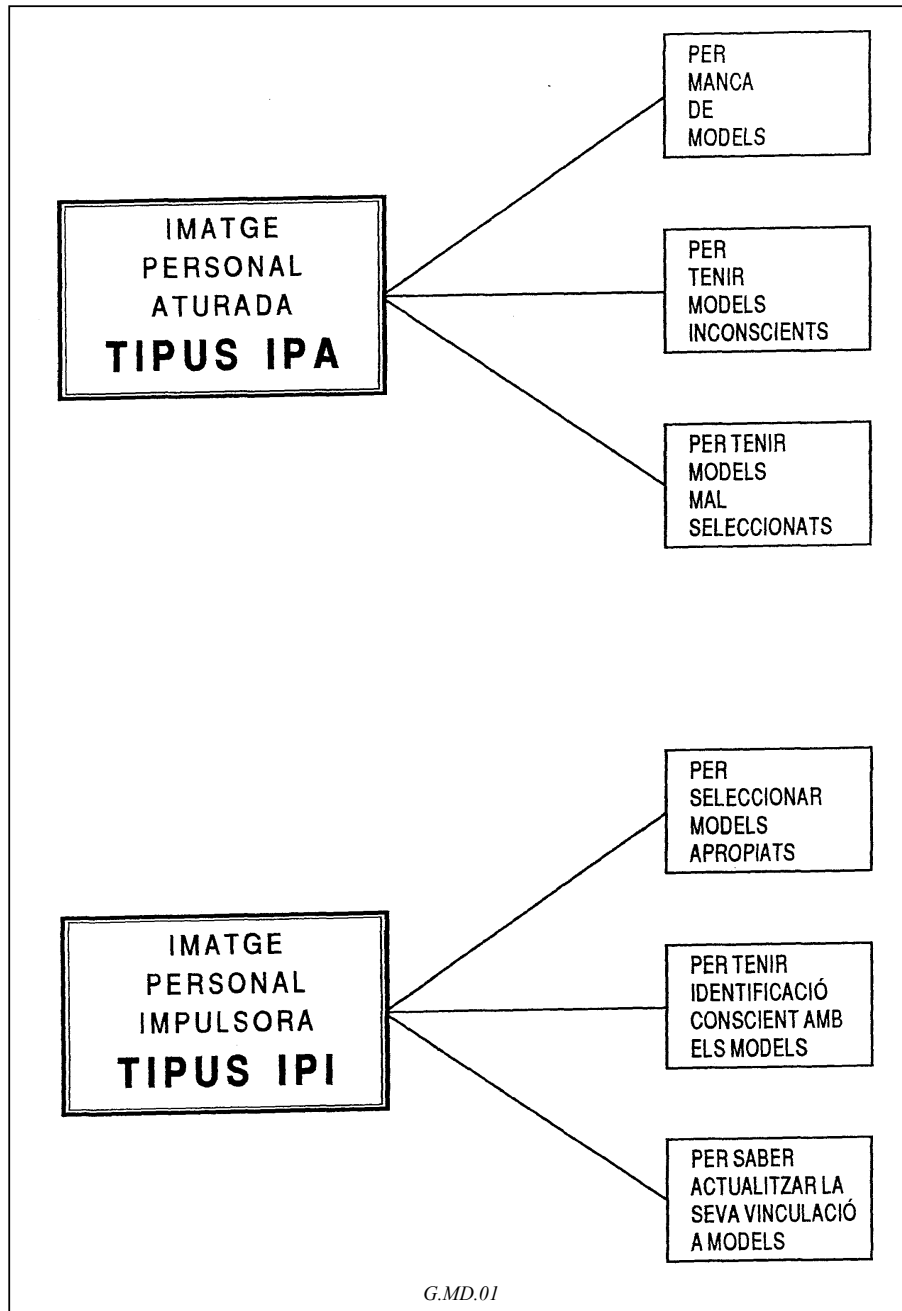 IMATGE
PERSONAL
ATURADA
TIPUS IPA
PER
MANCA
DE
MODELS
PER
TENIR
MODELS
INCONSCIENTS
PER TENIR
MODELS
MAL
SELECCIONATS
IMATGE
PERSONAL
IMPULSORA
TIPUS IPI
PER
SELECCIONAR
MODELS
APROPIATS
PER TENIR
IDENTIFICACIÓ
CONSCIENT AMB
ELS MODELS
PER SABER
ACTUALITZAR LA
SEVA VINCULACIÓ
A MODELS
G.MD.01